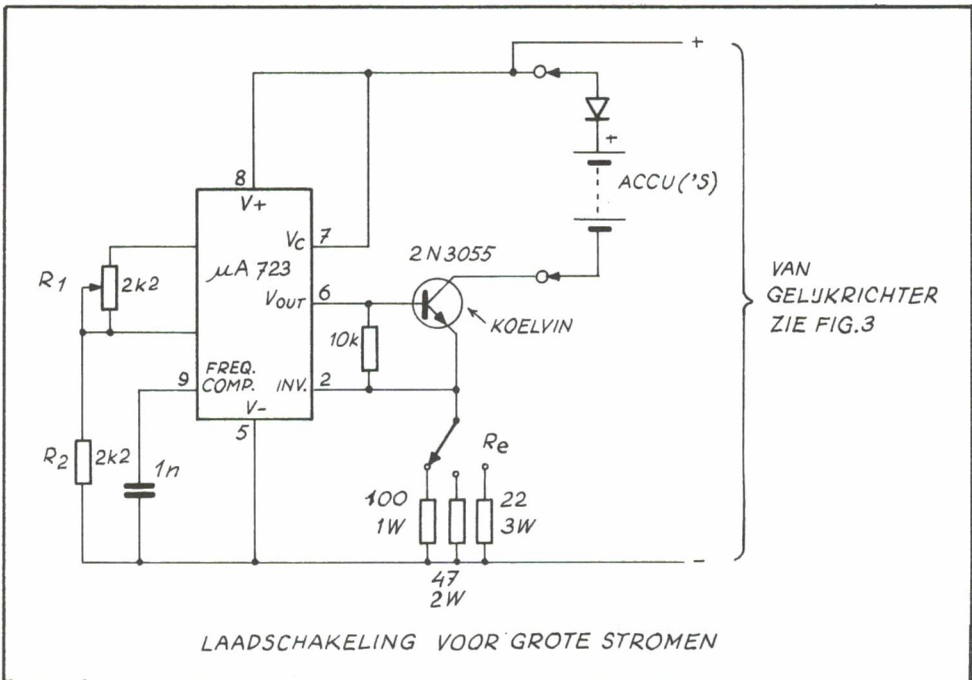 +
+
ACCU('S)
8
V+
VC 7
µA 723
R1
2k2
2N3055
VOUT
6
KOELVIN
10k
VAN
GELIJKRICHTER
ZIE FIG.3
FREQ.
COMP.
9
INV.
2
V-
5
R2
2k2
1n
Re
100
1W
22
3W
47
2W
-
LAADSCHAKELING VOOR GROTE STROMEN